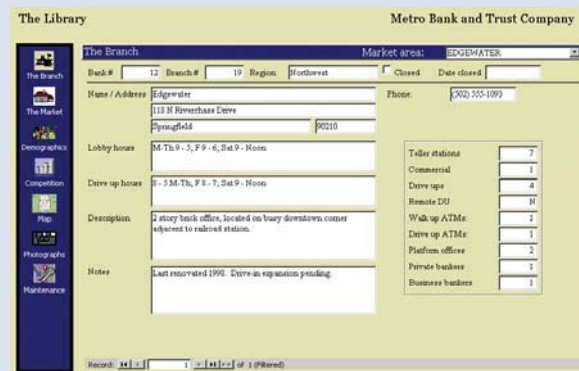 The Library Metro Bank and Trust Company
The Branch Market area: EDGEWATER
Bank# 12 Branch# 19 Region: Northwest Closed Date closed
Name / Address Edgewater Phone: (502) 555-1093
113 N Riverchase Drive
Springfield 90210
Lobby hours M-Th 9 - 5, F 9 - 6, Sat 9 - Noon
Drive up hours 8 - 5 M-Th, F 8 - 7, Sat 9 - Noon
Description 2 story brick office, located on busy downtown corner
adjacent to railroad station.
Notes Last renovated 1998. Drive-in expansion pending.
Teller stations 7
Commercial 1
Drive ups 4
Remote DU N
Walk up ATMs: 1
Drive up ATMs: 1
Platform offices 2
Private bankers 1
Business bankers 1
The Branch
The Market
Demographics
Competition
Map
Photographs
Maintenance
Record: 1 of 1 (Filtered)